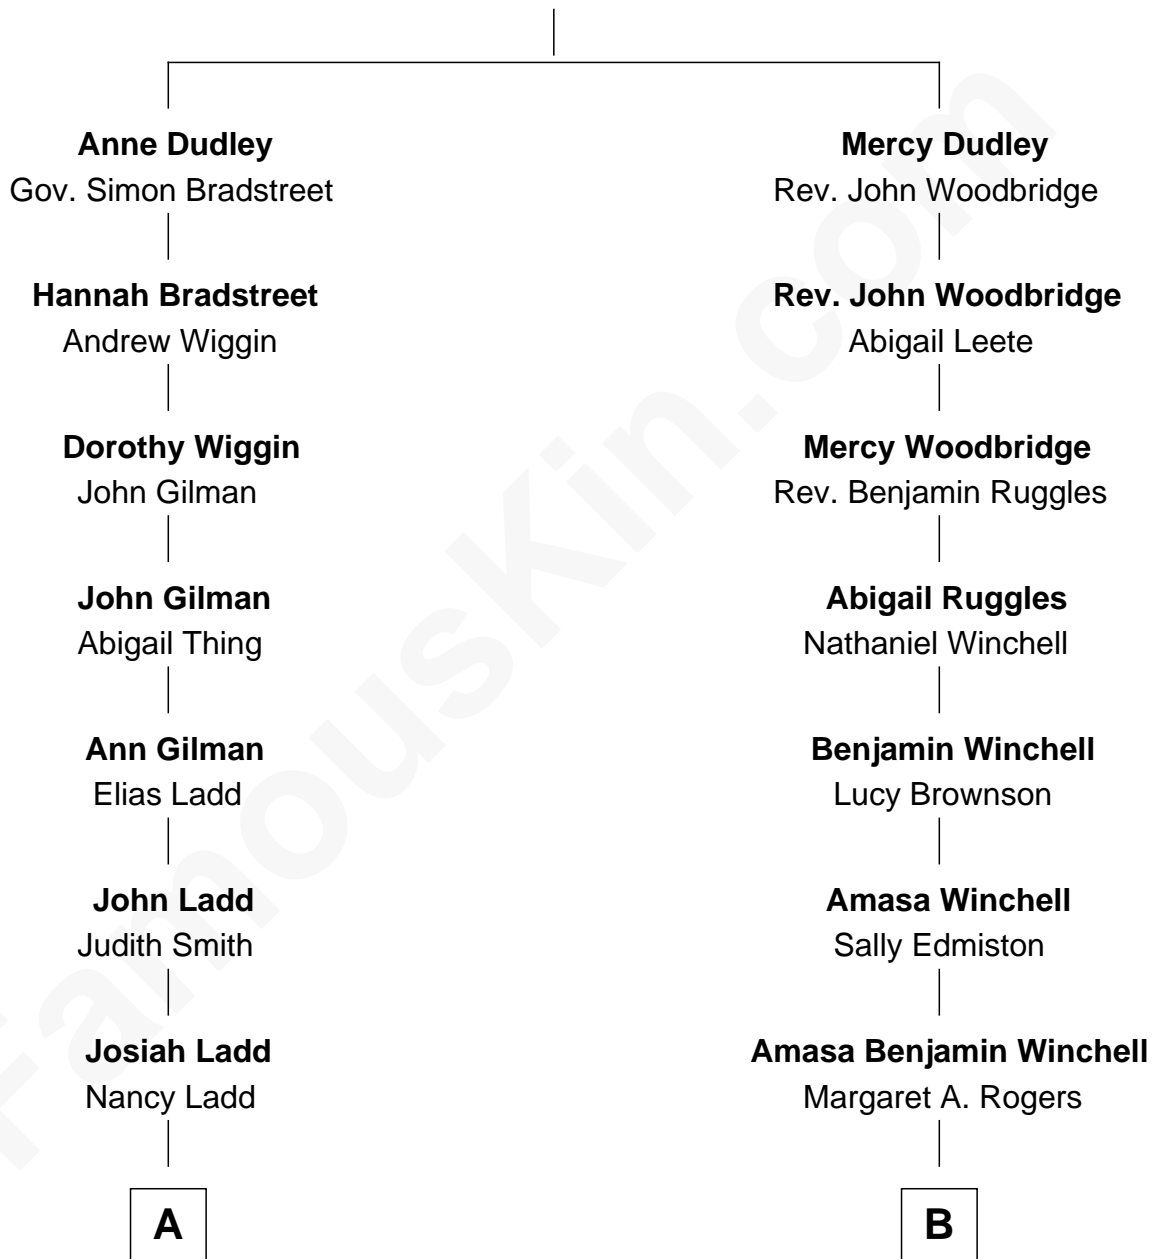 Anne Dudley
Gov. Simon Bradstreet
Hannah Bradstreet
Andrew Wiggin
Dorothy Wiggin
John Gilman
John Gilman
Abigail Thing
Ann Gilman
Elias Ladd
John Ladd
Judith Smith
Josiah Ladd
Nancy Ladd
A
Mercy Dudley
Rev. John Woodbridge
Rev. John Woodbridge
Abigail Leete
Mercy Woodbridge
Rev. Benjamin Ruggles
Abigail Ruggles
Nathaniel Winchell
Benjamin Winchell
Lucy Brownson
Amasa Winchell
Sally Edmiston
Amasa Benjamin Winchell
Margaret A. Rogers
B
FamousKin.com